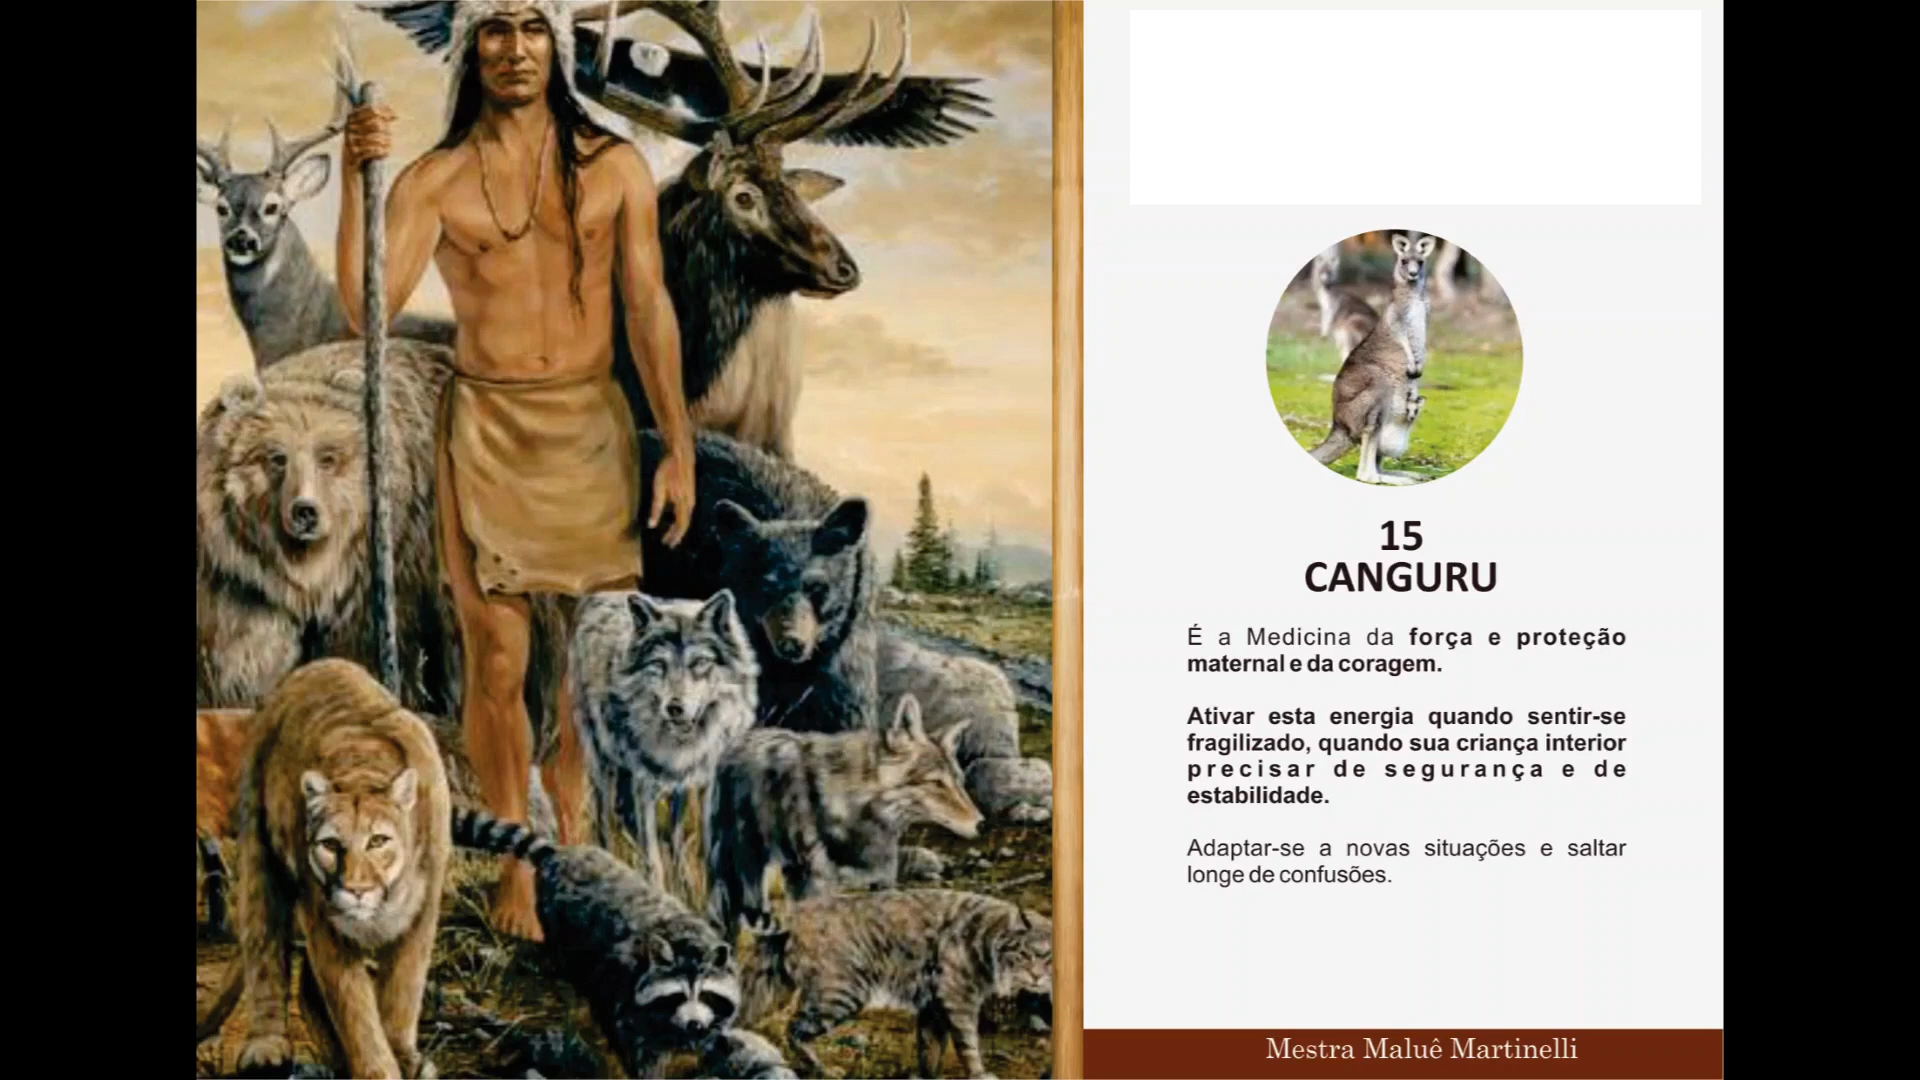 15
CANGURU
É a Medicina da força e proteção
maternal e da coragem.
Ativar esta energia quando sentir-se
fragilizado, quando sua criança interior
precisar de segurança e de
estabilidade.
Adaptar-se a novas situações e saltar
longe de confusões.
Mestra Maluê Martinelli